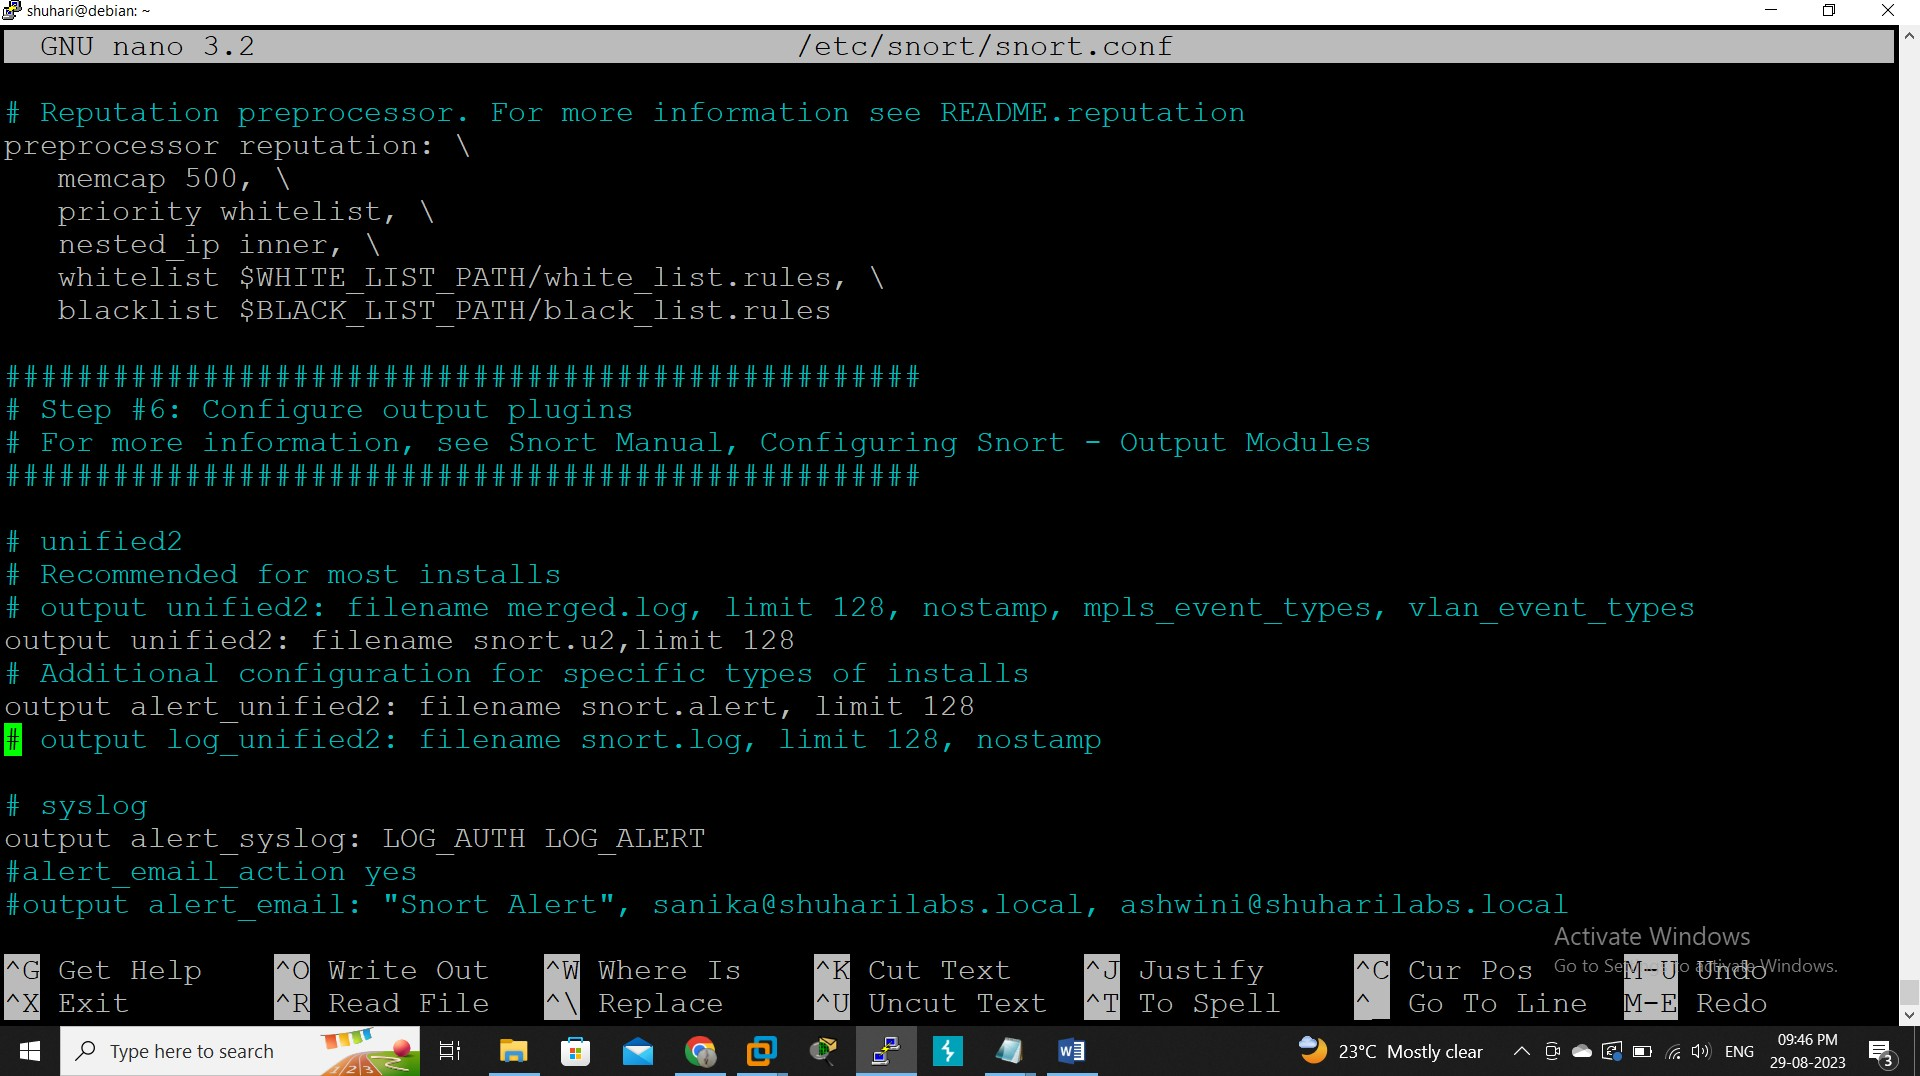 shuhari@debian: ~
GNU nano 3.2 /etc/snort/snort.conf
# Reputation preprocessor. For more information see README.reputation
preprocessor reputation: \
   memcap 500, \
   priority whitelist, \
   nested_ip inner, \
   whitelist $WHITE_LIST_PATH/white_list.rules, \
   blacklist $BLACK_LIST_PATH/black_list.rules
###################################################
# Step #6: Configure output plugins
# For more information, see Snort Manual, Configuring Snort - Output Modules
###################################################
# unified2
# Recommended for most installs
# output unified2: filename merged.log, limit 128, nostamp, mpls_event_types, vlan_event_types
output unified2: filename snort.u2,limit 128
# Additional configuration for specific types of installs
output alert_unified2: filename snort.alert, limit 128
# output log_unified2: filename snort.log, limit 128, nostamp
# syslog
output alert_syslog: LOG_AUTH LOG_ALERT
#alert_email_action yes
#output alert_email: "Snort Alert", sanika@shuharilabs.local, ashwini@shuharilabs.local
Activate Windows
Go to Se to activate Windows.
^G Get Help ^O Write Out ^W Where Is ^K Cut Text ^J Justify ^C Cur Pos M-U Undo
^X Exit ^R Read File ^\ Replace ^U Uncut Text ^T To Spell ^_ Go To Line M-E Redo
Type here to search 23°C Mostly clear ENG 09:46 PM
29-08-2023 3